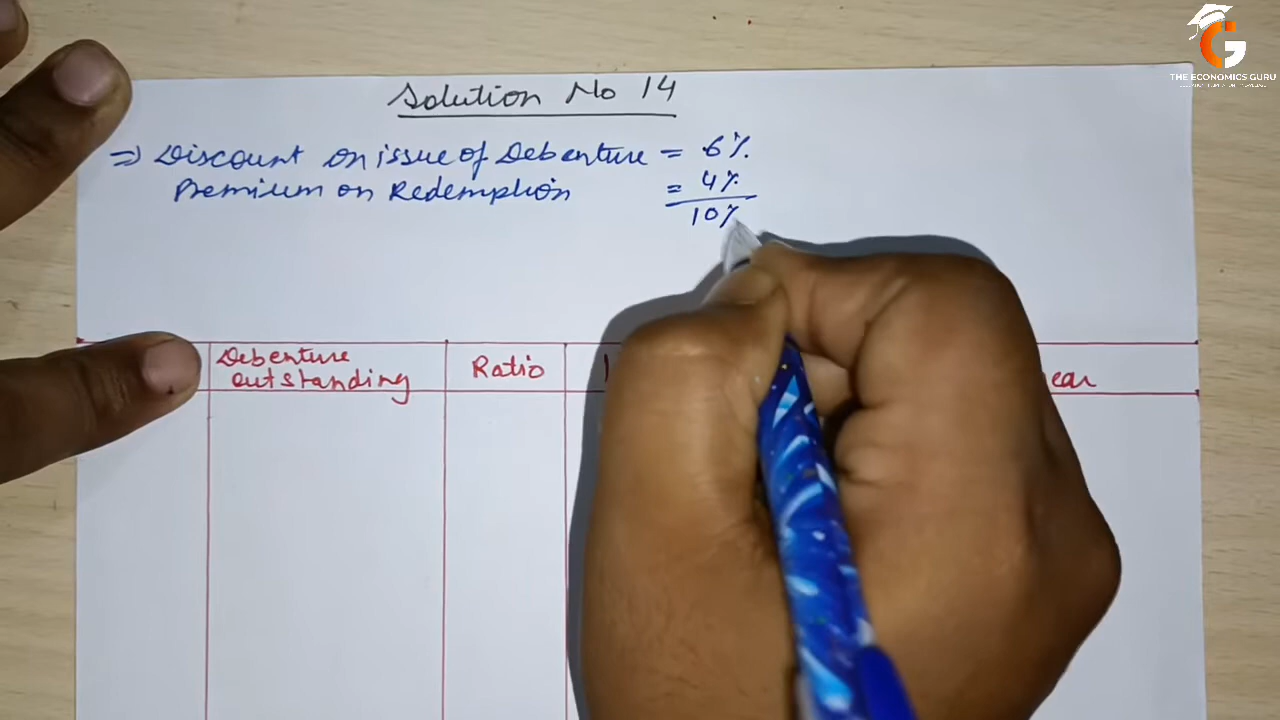 THE ECONOMICS GURU
Solution No 14
⇒ Discount on issue of Debenture = 6%
Premium on Redemption = 4%
10%
Debenture
outstanding
Ratio